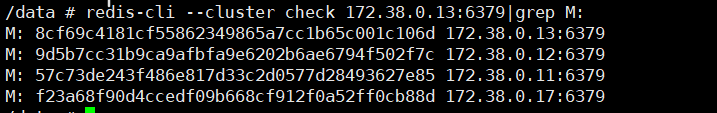 /data # redis-cli --cluster check 172.38.0.13:6379|grep M:
M: 8cf69c4181cf55862349865a7cc1b65c001c106d 172.38.0.13:6379
M: 9d5b7cc31b9ca9afbfa9e6202b6ae6794f502f7c 172.38.0.12:6379
M: 57c73de243f486e817d33c2d0577d28493627e85 172.38.0.11:6379
M: f23a68f90d4ccedf09b668cf912f0a52ff0cb88d 172.38.0.17:6379